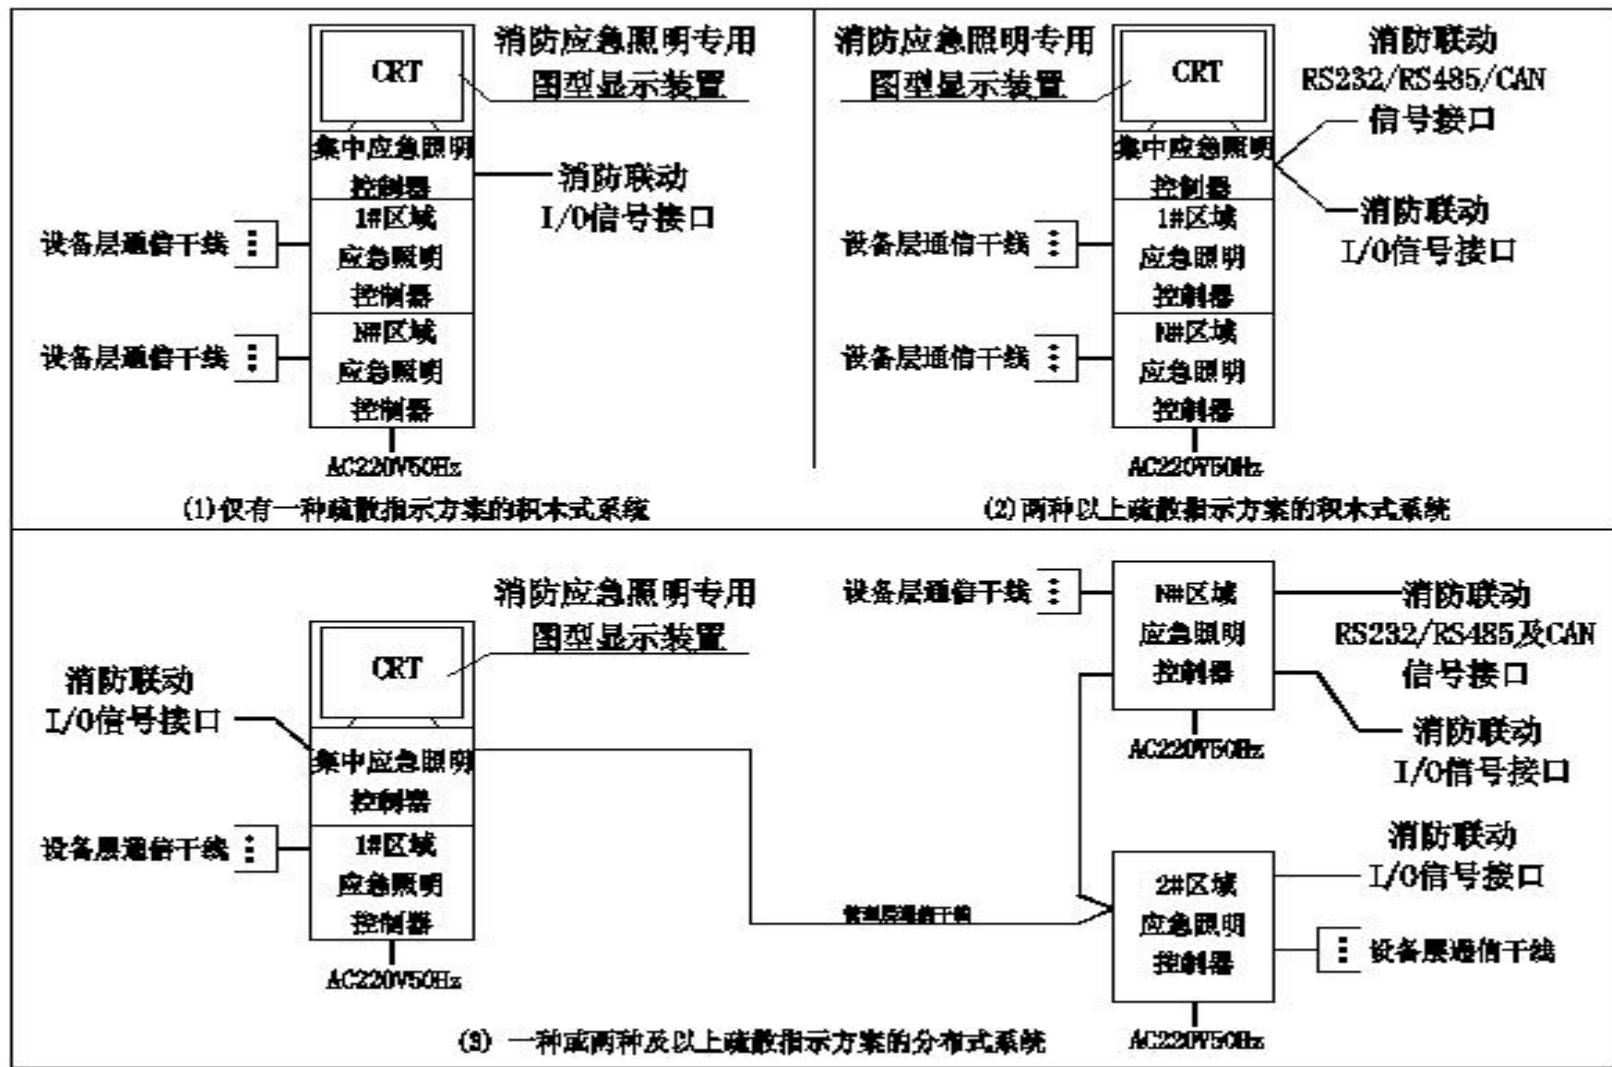 CRT
消防应急照明专用
图型显示装置
集中应急照明
控制器
消防联动
I/O信号接口
1#区域
应急照明
控制器
设备层通信干线
N#区域
应急照明
控制器
设备层通信干线
AC220V50Hz
(1)仅有一种疏散指示方案的积木式系统
消防应急照明专用
图型显示装置
CRT
消防联动
RS232/RS485/CAN
信号接口
集中应急照明
控制器
消防联动
I/O信号接口
设备层通信干线
1#区域
应急照明
控制器
设备层通信干线
N#区域
应急照明
控制器
AC220V50Hz
(2)两种以上疏散指示方案的积木式系统
消防应急照明专用
图型显示装置
CRT
消防联动
I/O信号接口
集中应急照明
控制器
设备层通信干线
1#区域
应急照明
控制器
AC220V50Hz
管理层通信干线
设备层通信干线
N#区域
应急照明
控制器
消防联动
RS232/RS485及CAN
信号接口
AC220V50Hz
消防联动
I/O信号接口
消防联动
I/O信号接口
2#区域
应急照明
控制器
设备层通信干线
AC220V50Hz
(3) 一种或两种及以上疏散指示方案的分布式系统